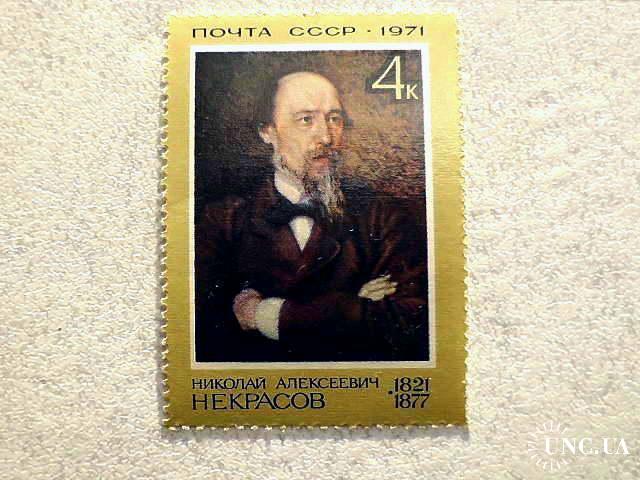 ПОЧТА СССР · 1971
4к
НИКОЛАЙ АЛЕКСЕЕВИЧ
НЕКРАСОВ
·1821
·1877
UNC.UA